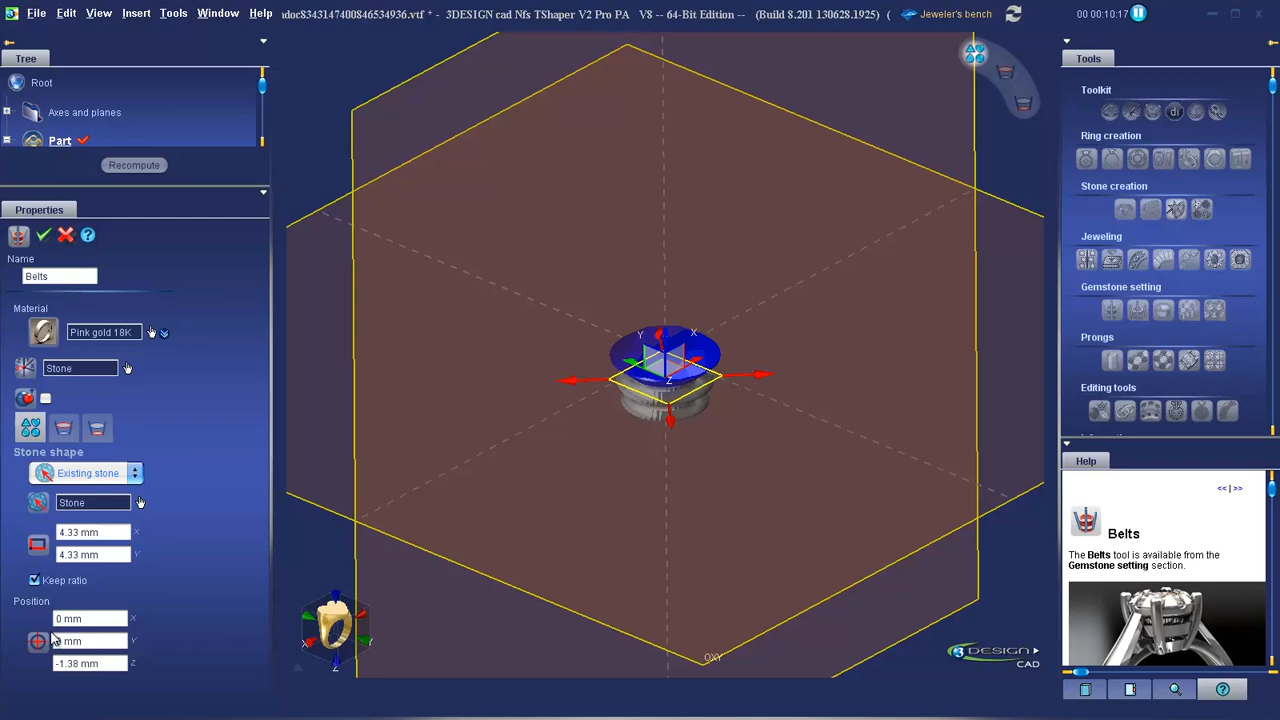 File Edit View Insert Tools Window Help
ndoc8343147400846534936.vtf * - 3DESIGN cad Nfs TShaper V2 Pro PA V8 -- 64-Bit Edition -- (Build 8.201 130628.1925) (
Jeweler's bench
00:00:10:17
Tree
Root
Axes and planes
Part
Recompute
Properties
Name
Belts
Material
Pink gold 18K
Stone
Stone shape
Existing stone
Stone
4.33 mm X
4.33 mm Y
Keep ratio
Position
0 mm X
mm Y
-1.38 mm Z
Y X
Z
OXY
X Y
Z
3DESIGN
CAD
Tools
Toolkit
Ring creation
Stone creation
Jeweling
Gemstone setting
Prongs
Editing tools
Help
<< | >>
Belts
The Belts tool is available from the
Gemstone setting section.